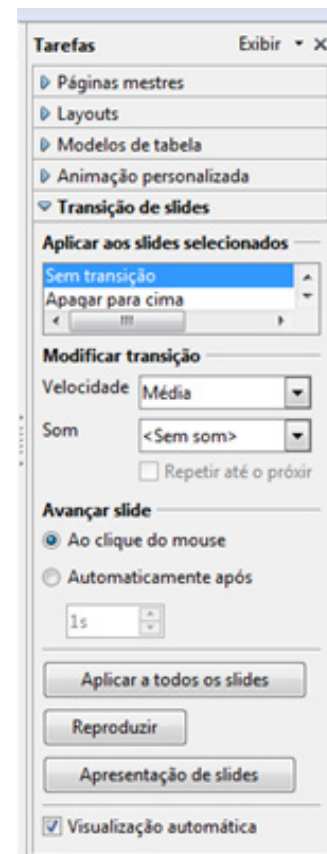 Tarefas Exibir
Páginas mestres
Layouts
Modelos de tabela
Animação personalizada
Transição de slides
Aplicar aos slides selecionados
Sem transição
Apagar para cima
Modificar transição
Velocidade Média
Som <Sem som>
Repetir até o próxir
Avançar slide
Ao clique do mouse
Automaticamente após
1s
Aplicar a todos os slides
Reproduzir
Apresentação de slides
Visualização automática